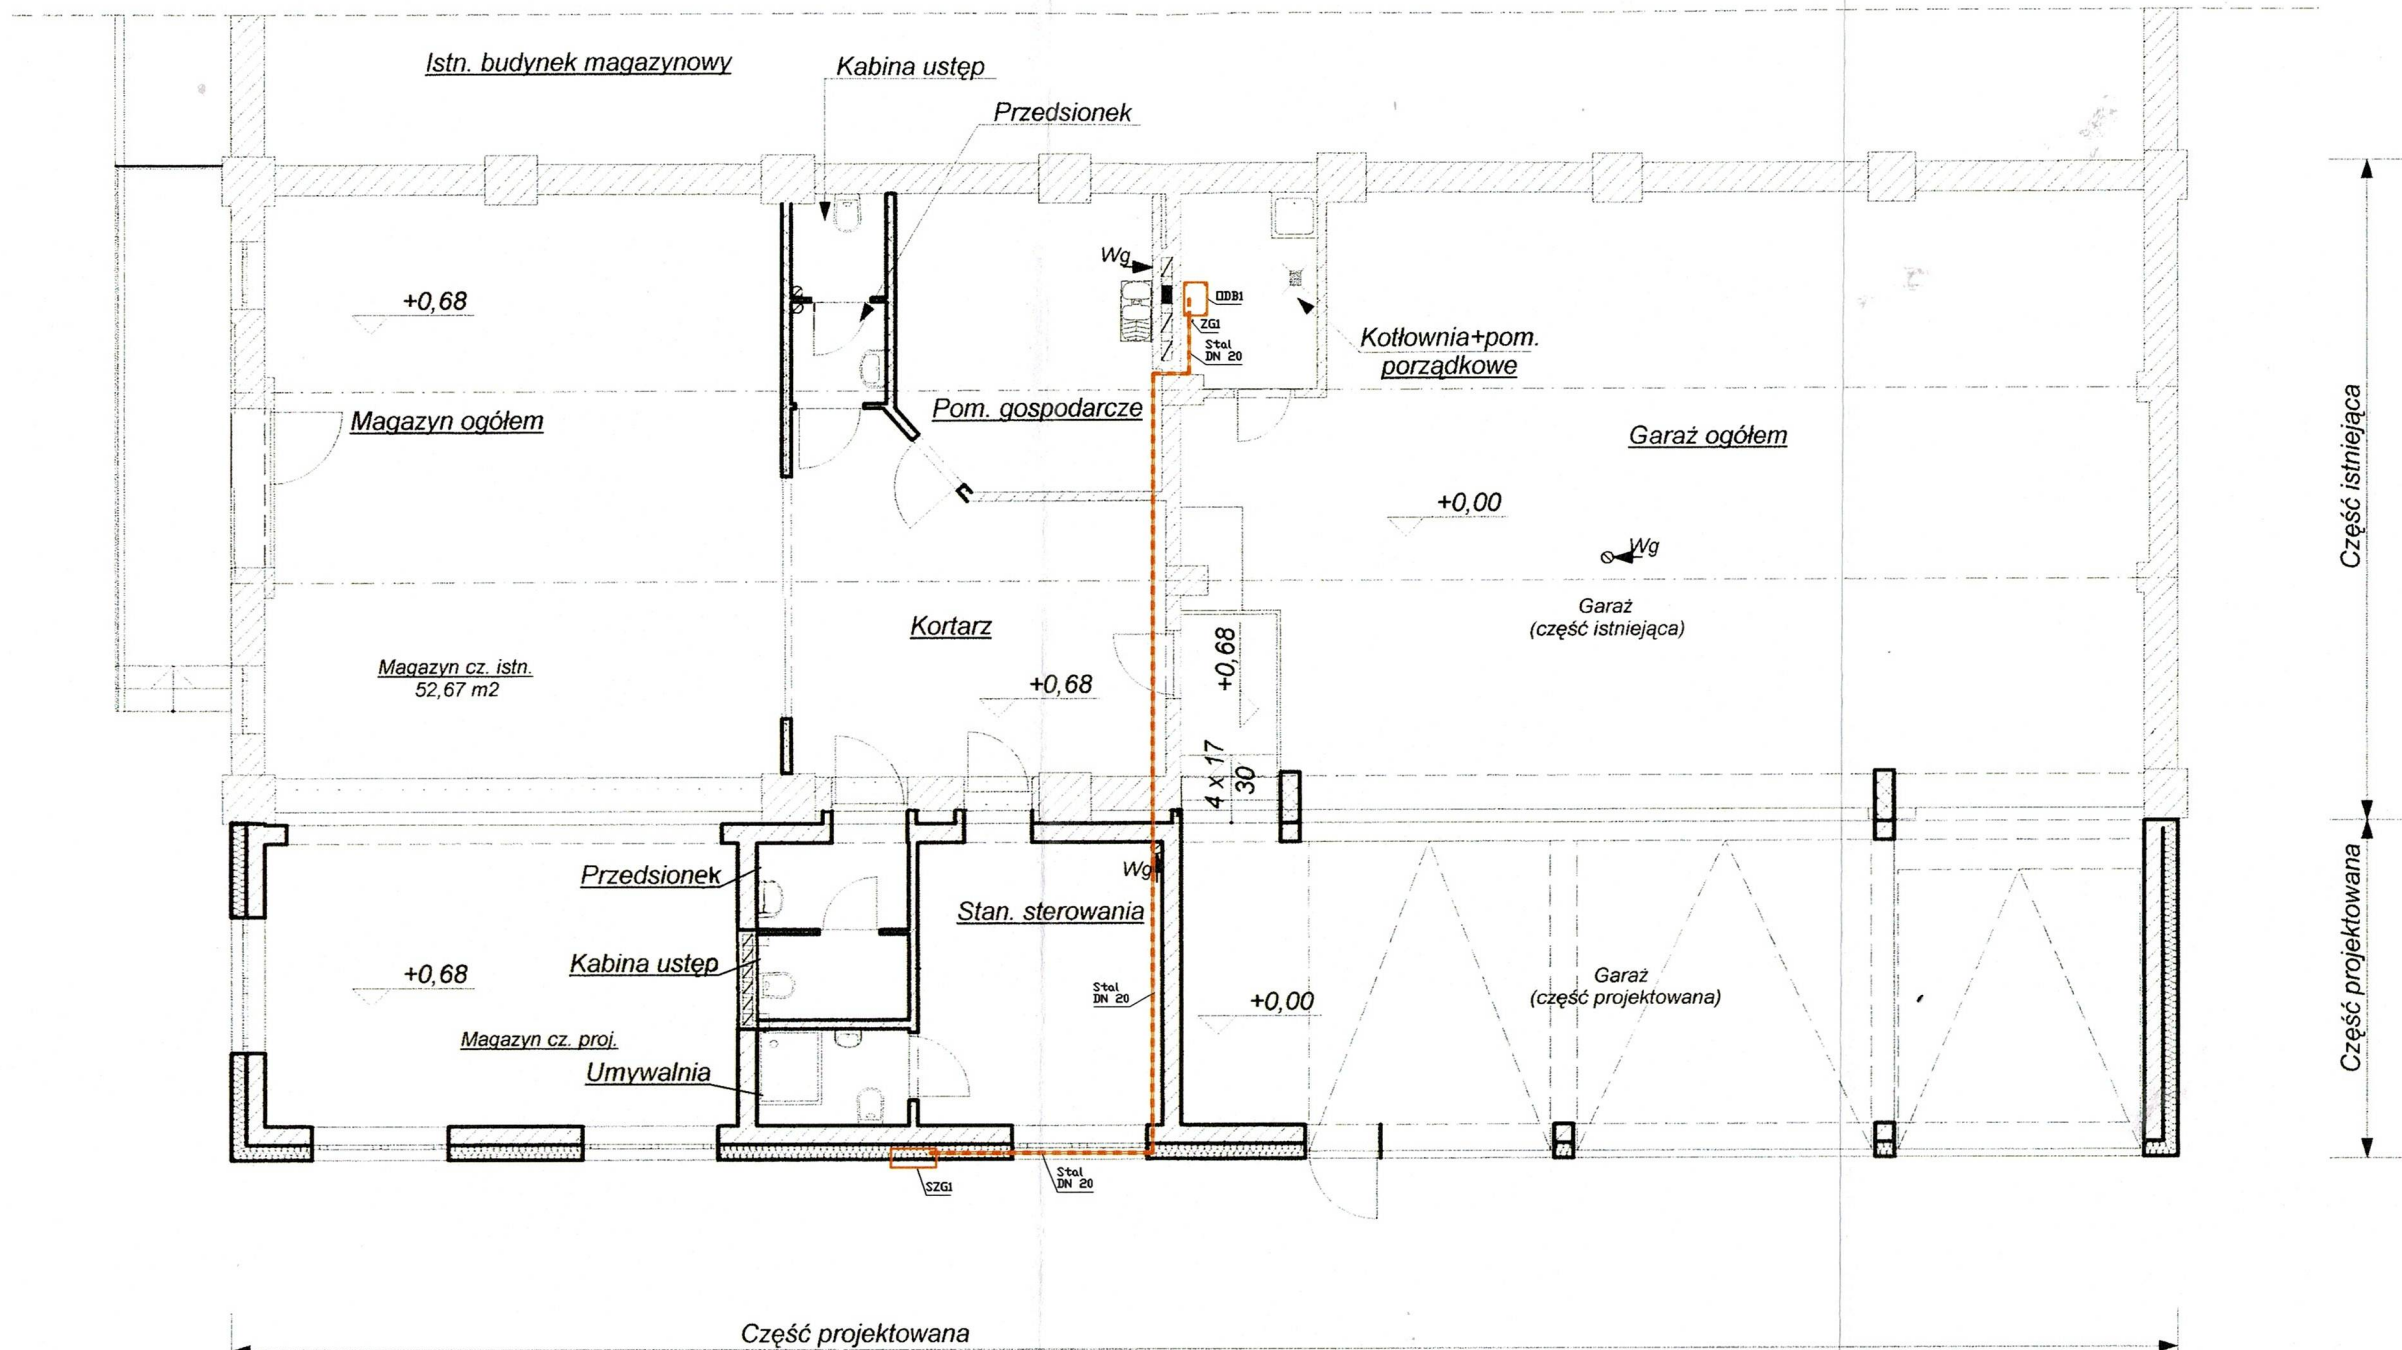 Istn. budynek magazynowy
Kabina ustęp
Przedsionek
Wg
+0,68
ODB1
ZG1
Stal
DN 20
Kotłownia+pom.
porządkowe
Magazyn ogółem
Pom. gospodarcze
Garaż ogółem
Część istniejąca
+0,00
Wg
Garaż
(część istniejąca)
Kortarz
Magazyn cz. istn.
52,67 m2
+0,68
+0,68
4 x 17
30
Przedsionek
Wg
Stan. sterowania
Część projektowana
Kabina ustęp
+0,68
Stal
DN 20
+0,00
Garaż
(część projektowana)
Magazyn cz. proj.
Umywalnia
SZG1
Stal
DN 20
Część projektowana